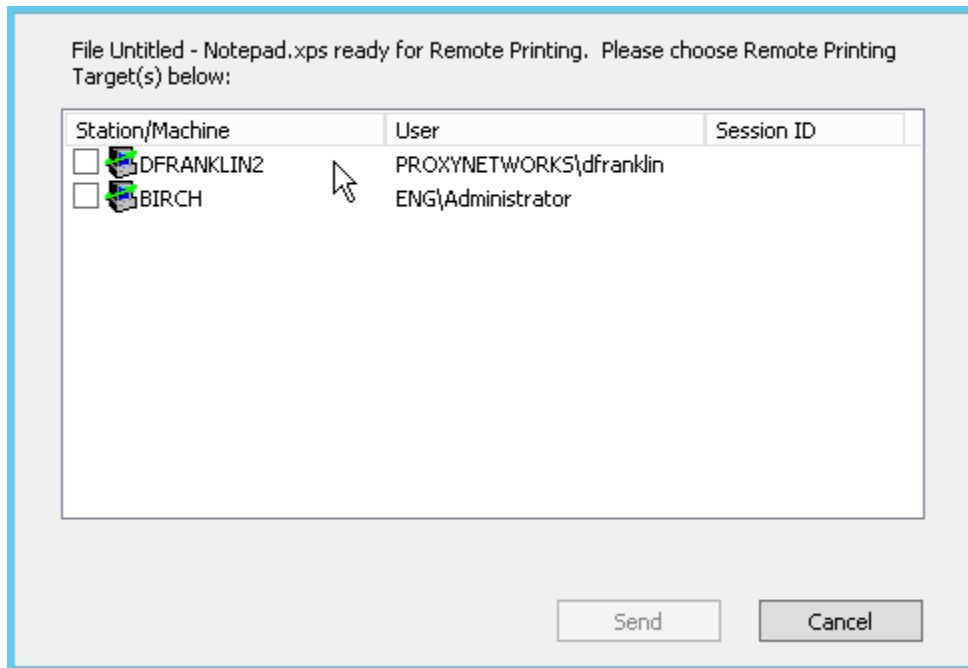 File Untitled - Notepad.xps ready for Remote Printing.  Please choose Remote Printing
Target(s) below:
Station/Machine User Session ID
DFRANKLIN2 PROXYNETWORKS\dfranklin
BIRCH ENG\Administrator
Send Cancel